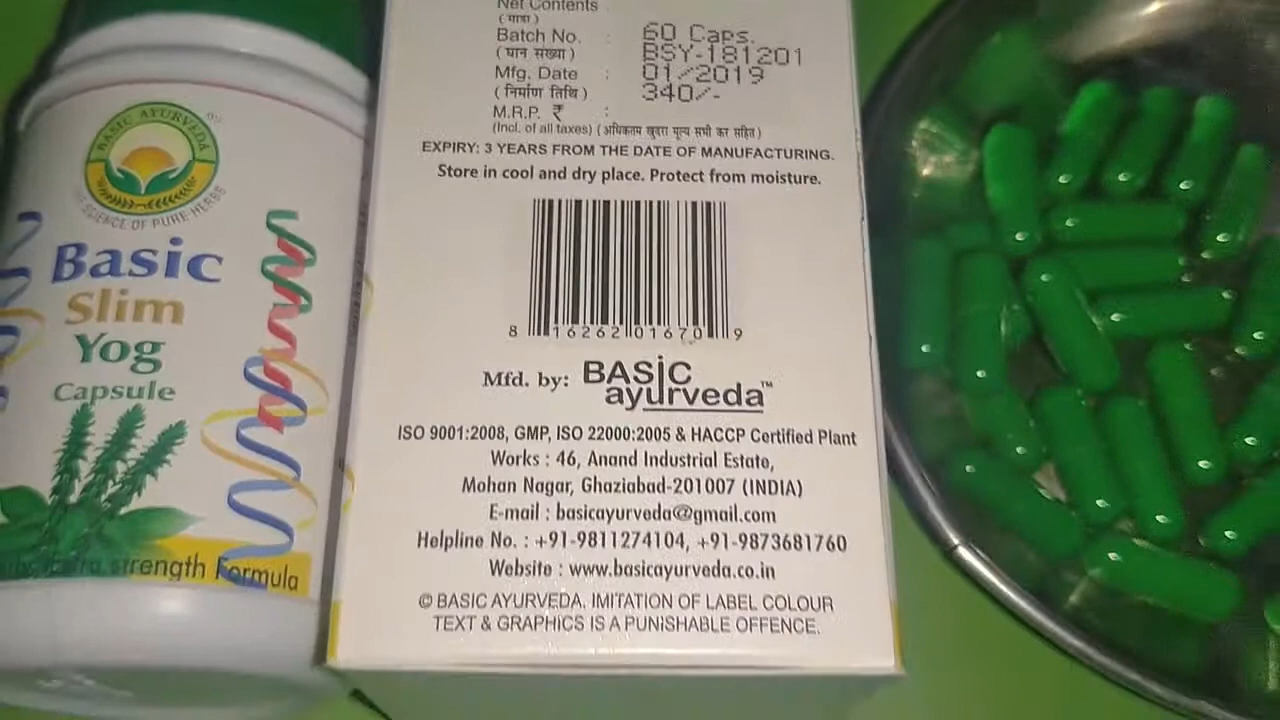 BASIC AYURVEDA
SCIENCE OF PURE HERBS
Basic
Slim
Yog
Capsule
strength Formula
Net Contents
(मात्रा)
60 Caps.
Batch No. :
BSY-181201
(घान संख्या)
Mfg. Date :
01/2019
(निर्माण तिथि)
340/-
M.R.P. ₹ :
(Incl. of all taxes) (अधिकतम खुदरा मूल्य सभी कर सहित)
EXPIRY: 3 YEARS FROM THE DATE OF MANUFACTURING.
Store in cool and dry place. Protect from moisture.
8 16262 01670 9
Mfd. by: BASIC
ayurveda™
ISO 9001:2008, GMP, ISO 22000:2005 & HACCP Certified Plant
Works : 46, Anand Industrial Estate,
Mohan Nagar, Ghaziabad-201007 (INDIA)
E-mail : basicayurveda@gmail.com
Helpline No. : +91-9811274104, +91-9873681760
Website : www.basicayurveda.co.in
© BASIC AYURVEDA. IMITATION OF LABEL COLOUR
TEXT & GRAPHICS IS A PUNISHABLE OFFENCE.